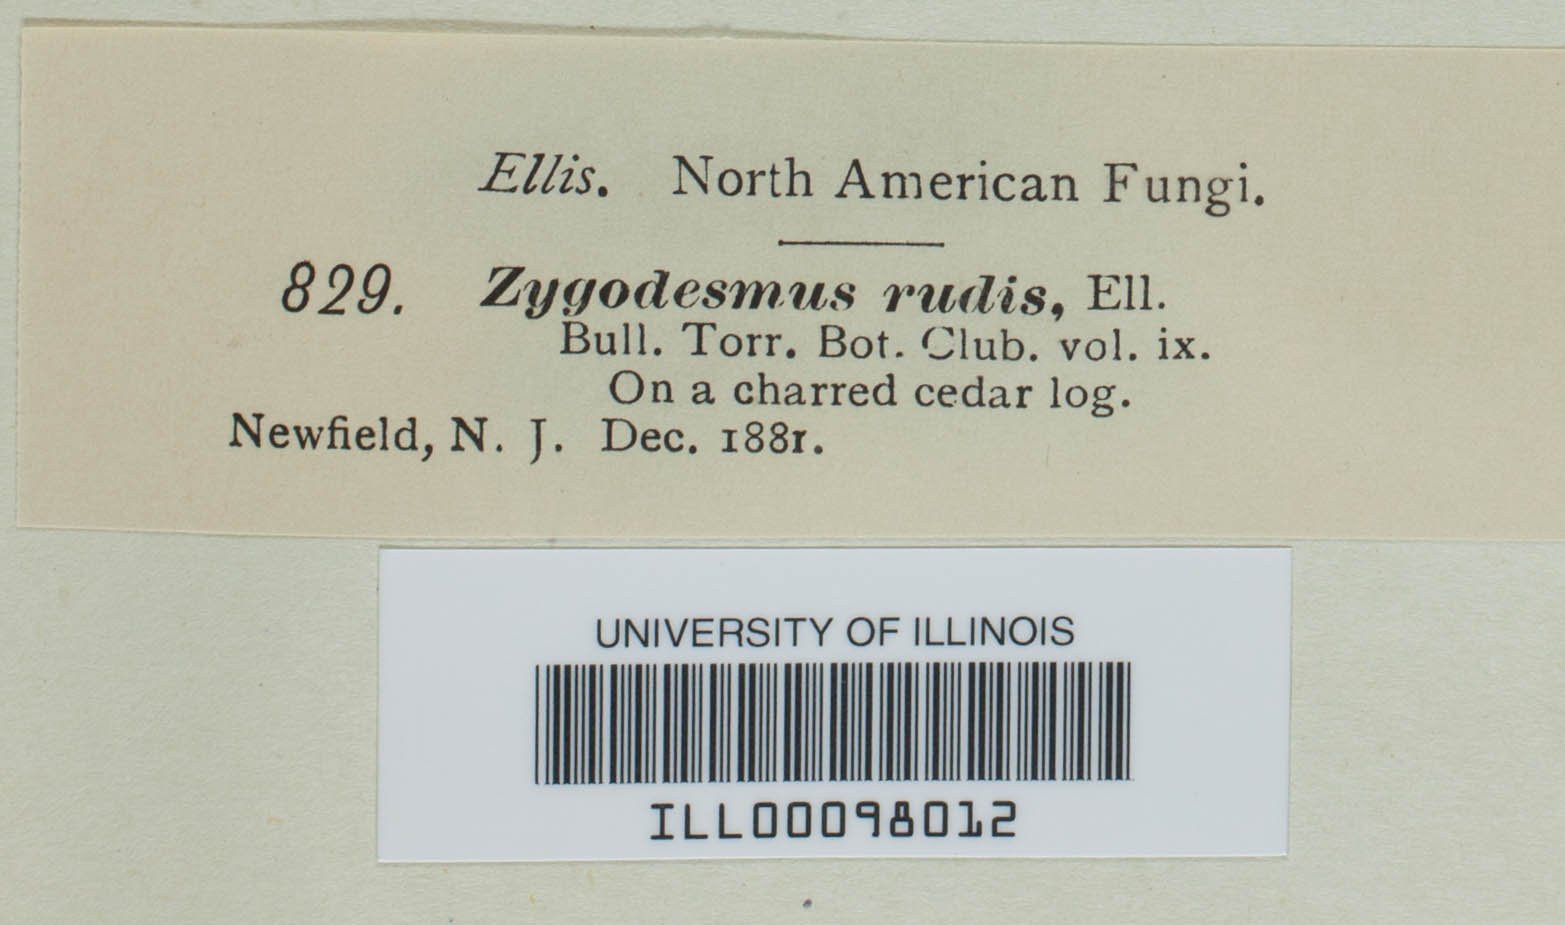 Ellis. North American Fungi.
829. Zygodesmus rudis, Ell.
Bull. Torr. Bot. Club. vol. ix.
On a charred cedar log.
Newfield, N. J. Dec. 1881.
UNIVERSITY OF ILLINOIS
ILL00098012